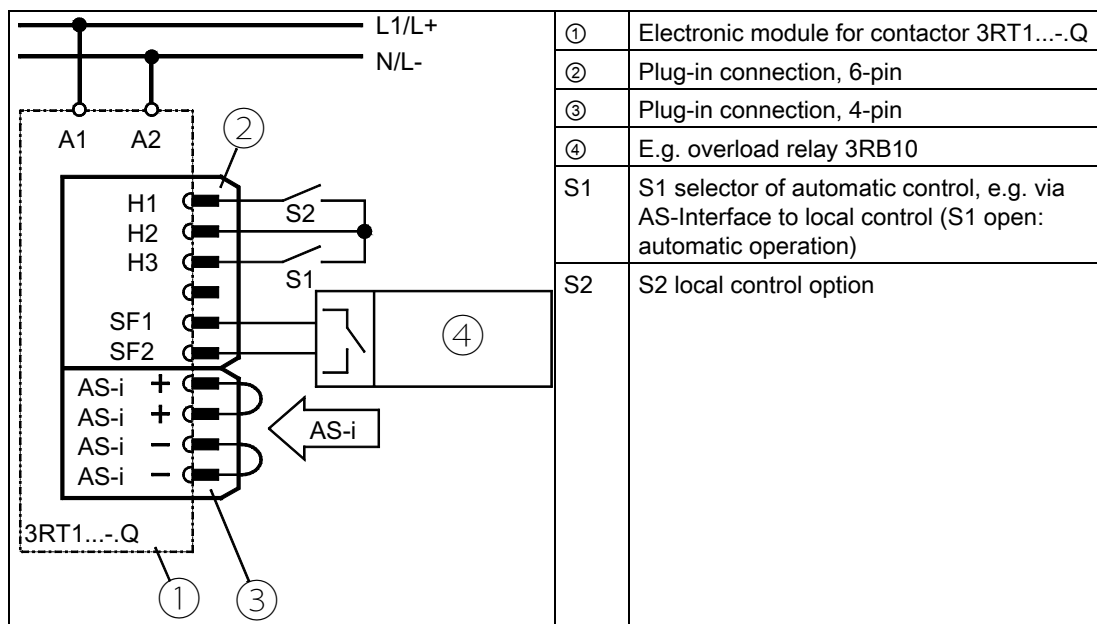 L1/L+
N/L-
A1 A2
②
H1
H2
H3
S2
S1
SF1
SF2
④
AS-i +
AS-i +
AS-i −
AS-i −
AS-i
3RT1...-.Q
① ③
① Electronic module for contactor 3RT1...-.Q
② Plug-in connection, 6-pin
③ Plug-in connection, 4-pin
④ E.g. overload relay 3RB10
S1 S1 selector of automatic control, e.g. via
AS-Interface to local control (S1 open:
automatic operation)
S2 S2 local control option